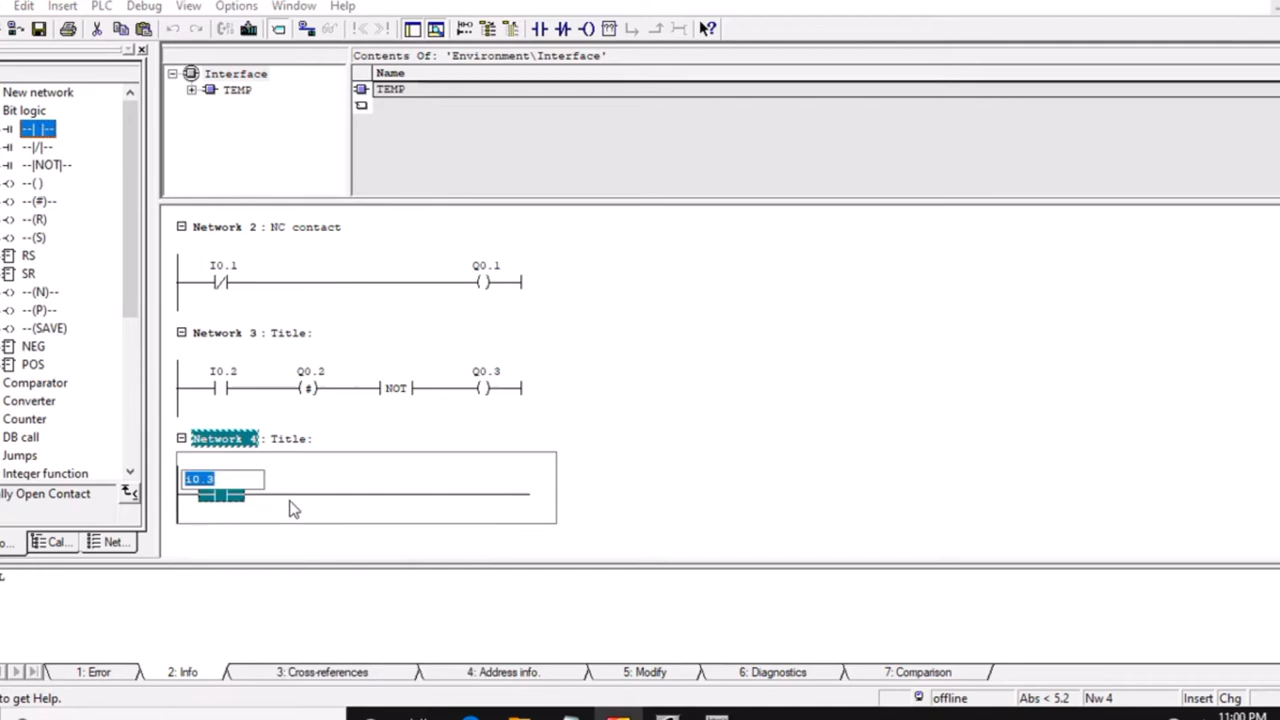 Edit Insert PLC Debug View Options Window Help
Contents Of: 'Environment\Interface'
Interface
TEMP
Name
TEMP
New network
Bit logic
--| |--
--|/|--
--|NOT|--
--( )
--(#)--
--(R)
--(S)
RS
SR
--(N)--
--(P)--
--(SAVE)
NEG
POS
Comparator
Converter
Counter
DB call
Jumps
Integer function
lly Open Contact
o... Cal... Net...
Network 2 : NC contact
I0.1 Q0.1
Network 3 : Title:
I0.2 Q0.2 Q0.3
(#) NOT ( )
Network 4 : Title:
i0.3
1: Error 2: Info 3: Cross-references 4: Address info. 5: Modify 6: Diagnostics 7: Comparison
to get Help. offline Abs < 5.2 Nw 4 Insert Chg
11:00 PM